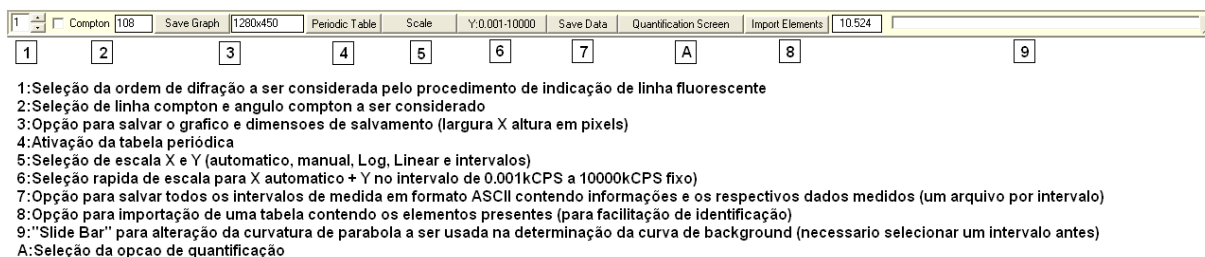 1 Compton 108 Save Graph 1280x450 Periodic Table Scale Y:0.001-10000 Save Data Quantification Screen Import Elements 10.524
1 2 3 4 5 6 7 A 8 9
1:Seleção da ordem de difração a ser considerada pelo procedimento de indicação de linha fluorescente
2:Seleção de linha compton e angulo compton a ser considerado
3:Opção para salvar o grafico e dimensoes de salvamento (largura X altura em pixels)
4:Ativação da tabela periódica
5:Seleção de escala X e Y (automatico, manual, Log, Linear e intervalos)
6:Seleção rapida de escala para X automatico + Y no intervalo de 0.001kCPS a 10000kCPS fixo)
7:Opção para salvar todos os intervalos de medida em formato ASCII contendo informações e os respectivos dados medidos (um arquivo por intervalo)
8:Opção para importação de uma tabela contendo os elementos presentes (para facilitação de identificação)
9:"Slide Bar" para alteração da curvatura de parabola a ser usada na determinação da curva de background (necessario selecionar um intervalo antes)
A:Seleção da opcao de quantificação